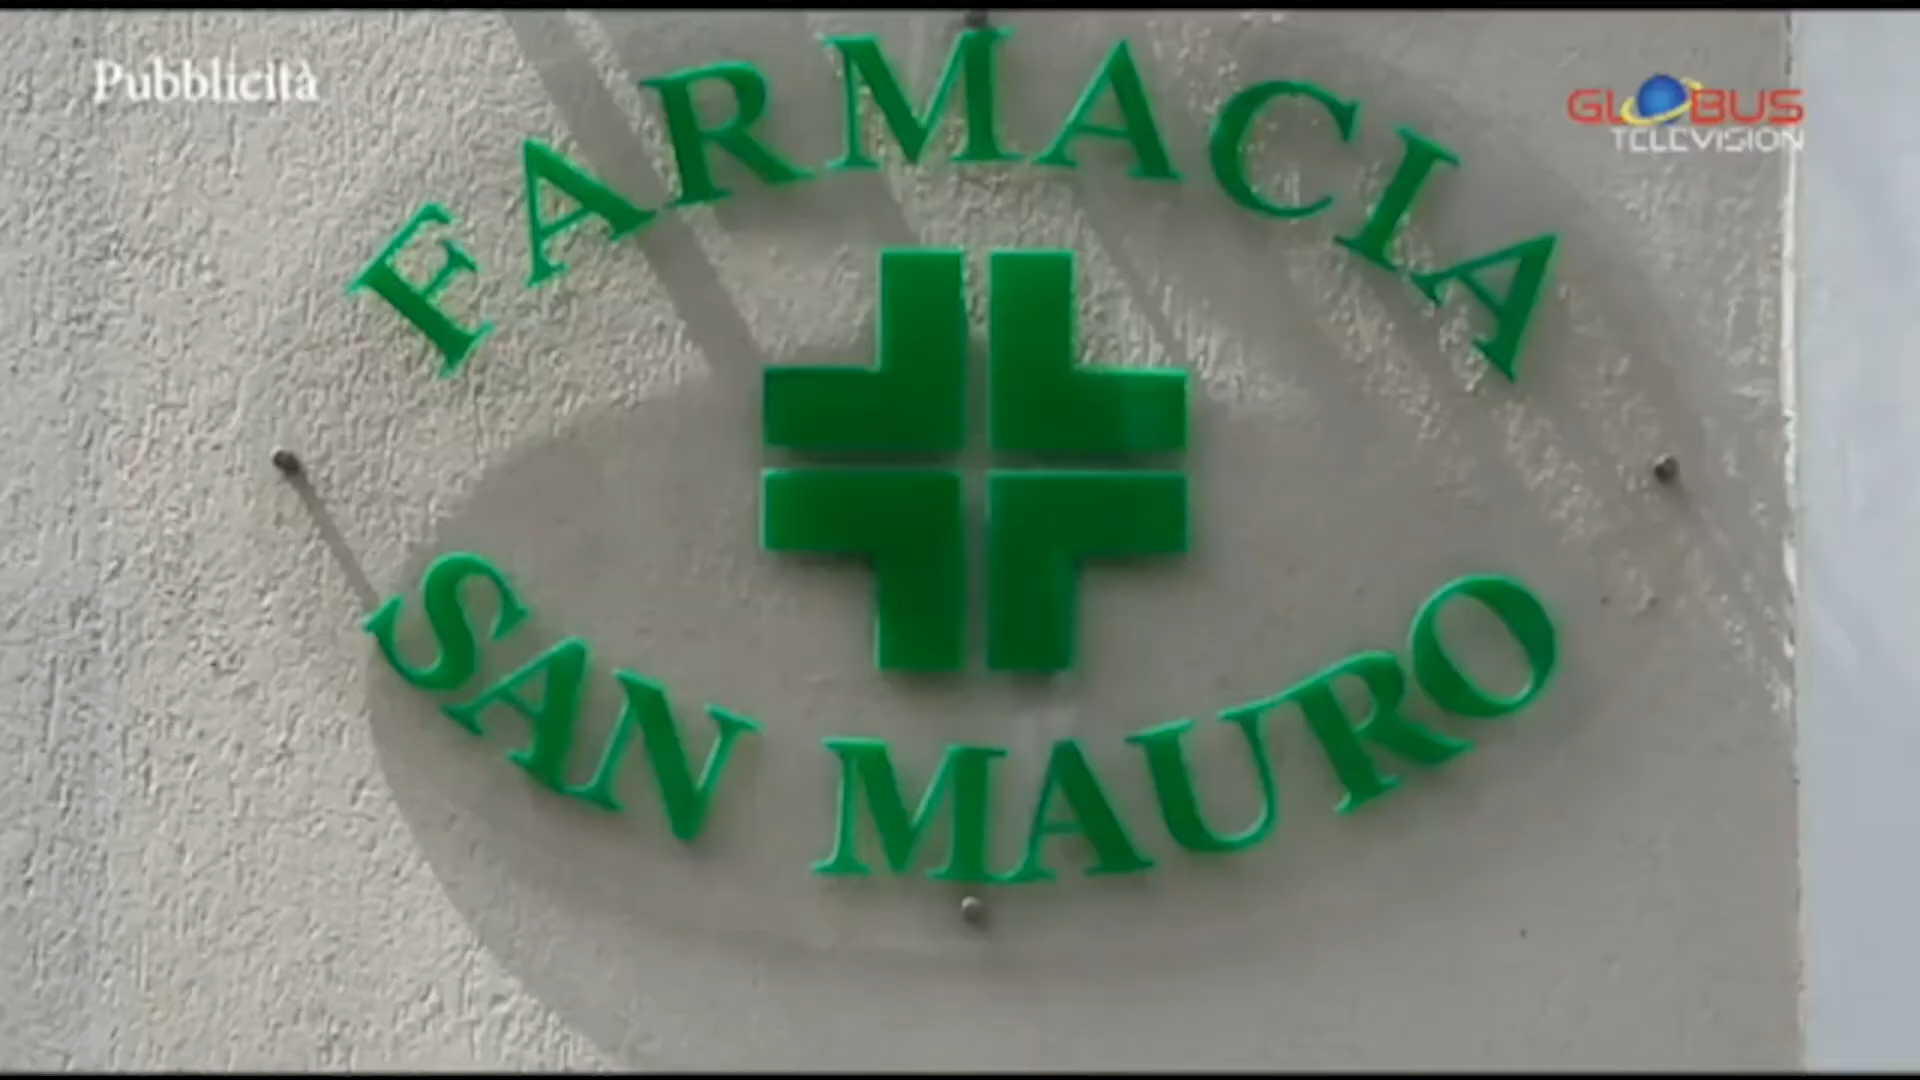 Pubblicità
GLOBUS
TELEVISION
FARMACIA
SAN MAURO